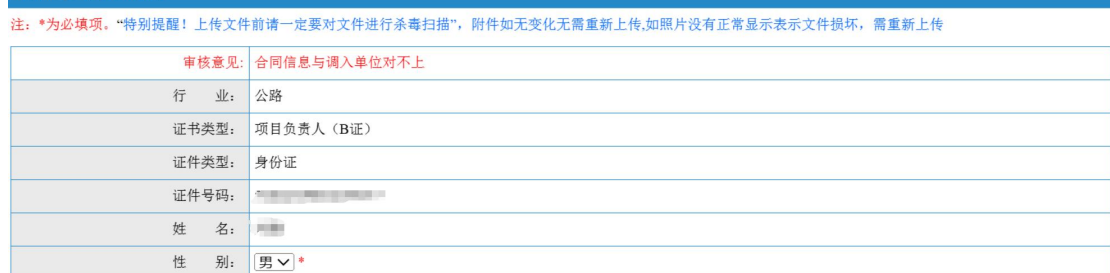 注：*为必填项。“特别提醒！上传文件前请一定要对文件进行杀毒扫描”，附件如无变化无需重新上传,如照片没有正常显示表示文件损坏，需重新上传
审核意见: 合同信息与调入单位对不上
行 业： 公路
证书类型： 项目负责人（B证）
证件类型： 身份证
证件号码：
姓 名：
性 别： 男 *